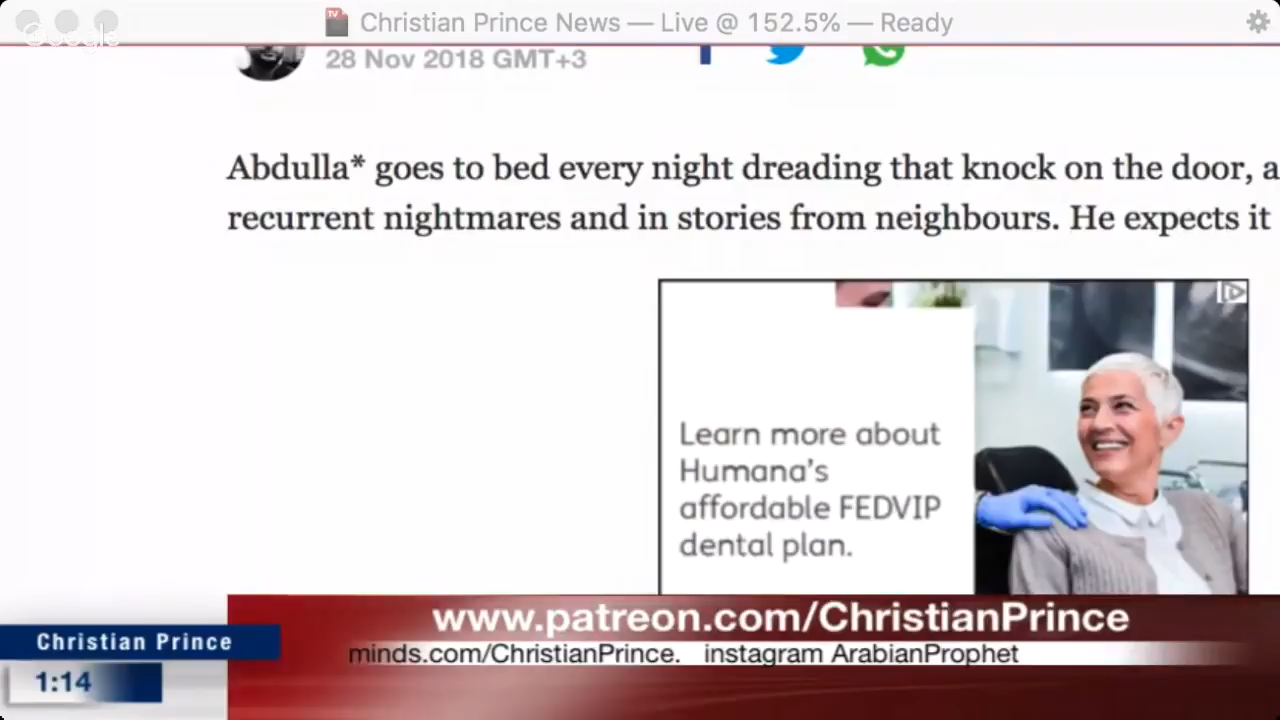 Christian Prince News — Live @ 152.5% — Ready
Google
28 Nov 2018 GMT+3
Abdulla* goes to bed every night dreading that knock on the door, a
recurrent nightmares and in stories from neighbours. He expects it
Learn more about
Humana's
affordable FEDVIP
dental plan.
www.patreon.com/ChristianPrince
Christian Prince
minds.com/ChristianPrince. instagram ArabianProphet
1:14